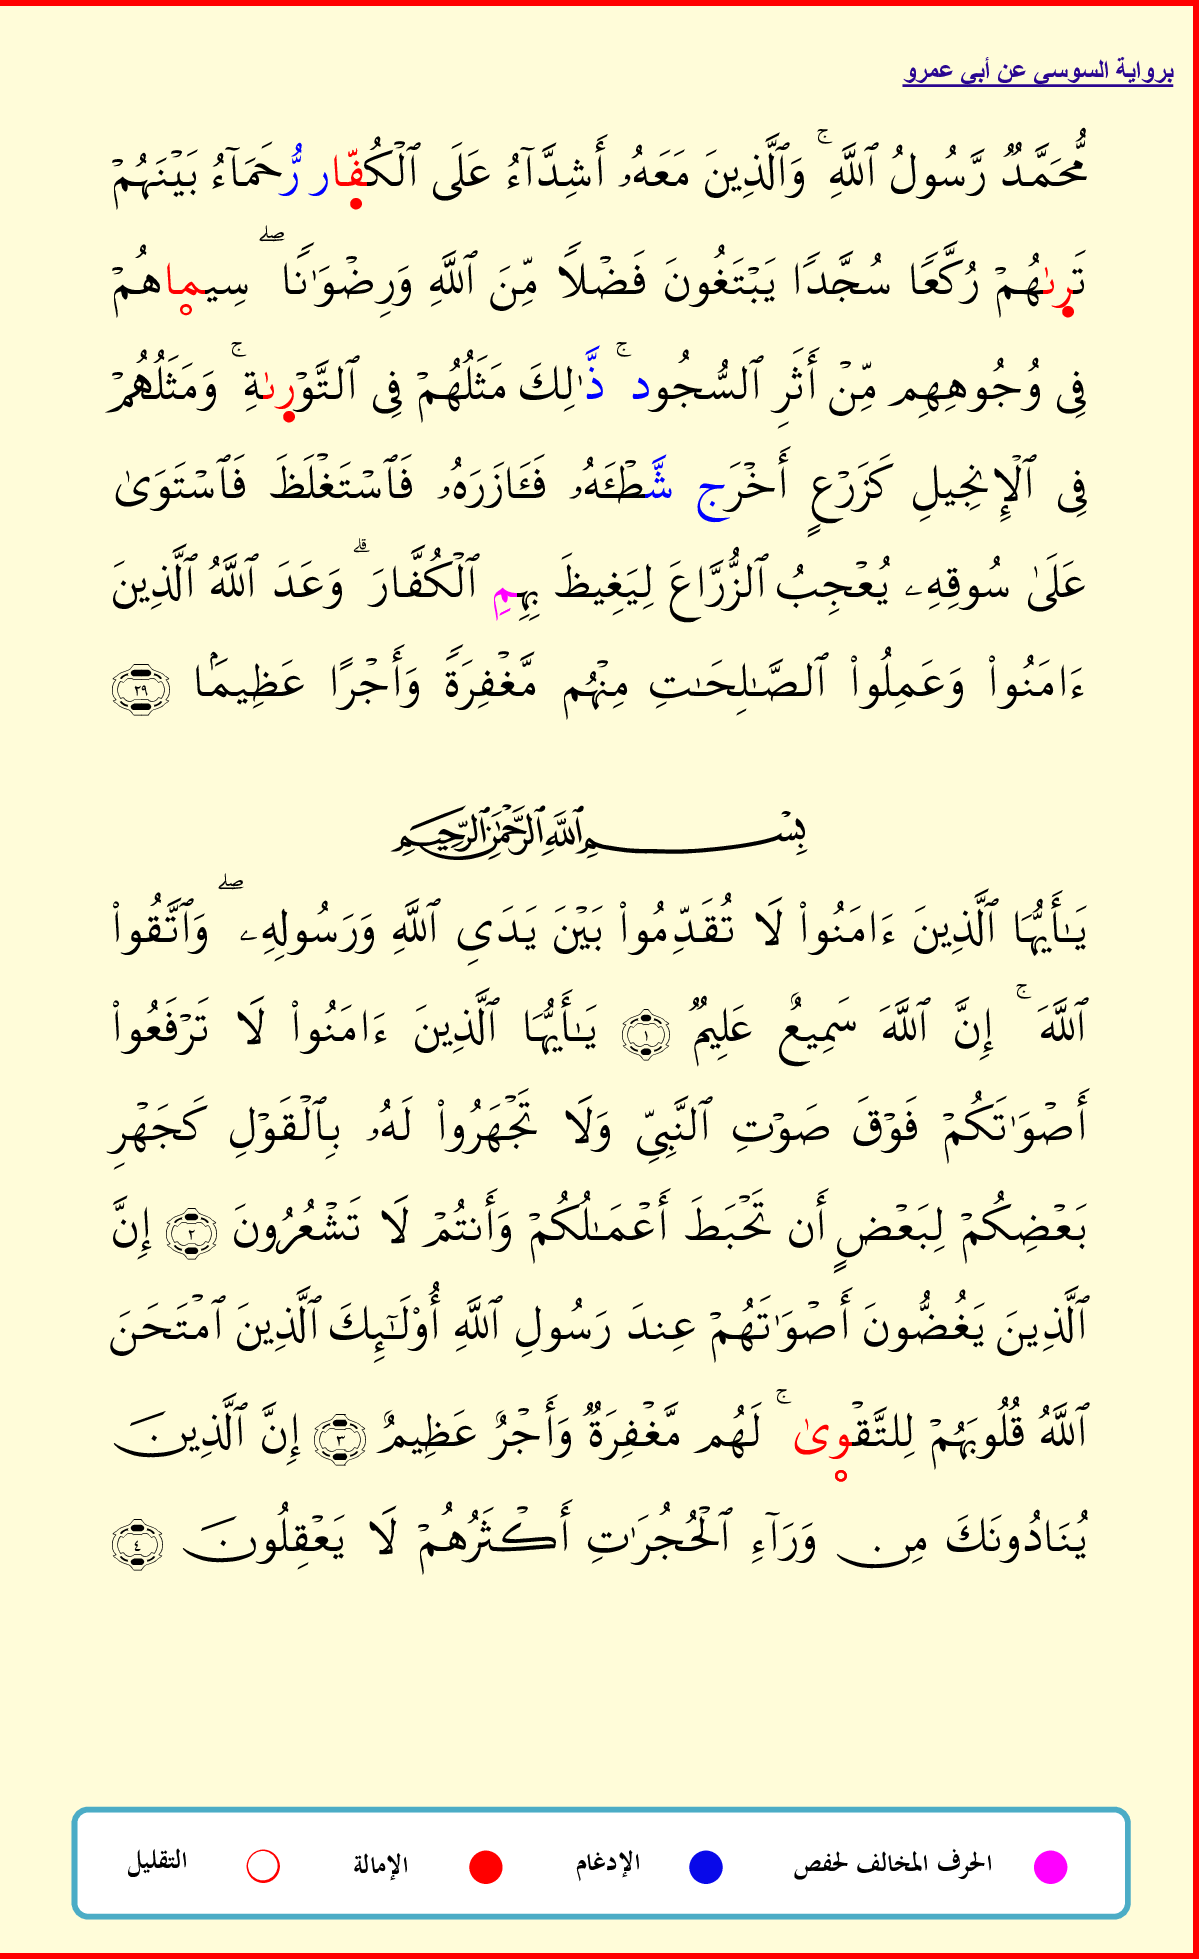 برواية السوسي عن أبي عمرو
مُّحَمَّدٌ رَّسُولُ ٱللَّهِۚ وَٱلَّذِينَ مَعَهُۥ أَشِدَّآءُ عَلَى ٱلۡكُفّ۪ار رُّحَمَآءُ بَيۡنَهُمۡ
تَر۪ىٰهُمۡ رُكَّعًا سُجَّدًا يَبۡتَغُونَ فَضۡلًا مِّنَ ٱللَّهِ وَرِضۡوَٰنًاۖ سِيم۪اهُمۡ
فِي وُجُوهِهِم مِّنۡ أَثَرِ ٱلسُّجُودۚ ذَّٰلِكَ مَثَلُهُمۡ فِي ٱلتَّوۡر۪ىٰةِۚ وَمَثَلُهُمۡ
فِي ٱلۡإِنجِيلِ كَزَرۡعٍ أَخۡرَج شَّطۡـَٔهُۥ فَـَٔازَرَهُۥ فَٱسۡتَغۡلَظَ فَٱسۡتَوَىٰ
عَلَىٰ سُوقِهِۦ يُعۡجِبُ ٱلزُّرَّاعَ لِيَغِيظَ بِهِمِ ٱلۡكُفَّارَۗ وَعَدَ ٱللَّهُ ٱلَّذِينَ
ءَامَنُواْ وَعَمِلُواْ ٱلصَّٰلِحَٰتِ مِنۡهُم مَّغۡفِرَةً وَأَجۡرًا عَظِيمَۢا ٢٩
بِسۡمِ ٱللَّهِ ٱلرَّحۡمَٰنِ ٱلرَّحِيمِ
يَٰٓأَيُّهَا ٱلَّذِينَ ءَامَنُواْ لَا تُقَدِّمُواْ بَيۡنَ يَدَيِ ٱللَّهِ وَرَسُولِهِۦۖ وَٱتَّقُواْ
ٱللَّهَۚ إِنَّ ٱللَّهَ سَمِيعٌ عَلِيمٌ ١ يَٰٓأَيُّهَا ٱلَّذِينَ ءَامَنُواْ لَا تَرۡفَعُواْ
أَصۡوَٰتَكُمۡ فَوۡقَ صَوۡتِ ٱلنَّبِيِّ وَلَا تَجۡهَرُواْ لَهُۥ بِٱلۡقَوۡلِ كَجَهۡرِ
بَعۡضِكُمۡ لِبَعۡضٍ أَن تَحۡبَطَ أَعۡمَٰلُكُمۡ وَأَنتُمۡ لَا تَشۡعُرُونَ ٢ إِنَّ
ٱلَّذِينَ يَغُضُّونَ أَصۡوَٰتَهُمۡ عِندَ رَسُولِ ٱللَّهِ أُوْلَٰٓئِكَ ٱلَّذِينَ ٱمۡتَحَنَ
ٱللَّهُ قُلُوبَهُمۡ لِلتَّقۡو۪ىٰۚ لَهُم مَّغۡفِرَةٌ وَأَجۡرٌ عَظِيمٌ ٣ إِنَّ ٱلَّذِينَ
يُنَادُونَكَ مِن وَرَآءِ ٱلۡحُجُرَٰتِ أَكۡثَرُهُمۡ لَا يَعۡقِلُونَ ٤
الحرف المخالف لحفص الإدغام الإمالة التقليل